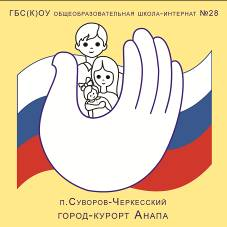 ГБС(К)ОУ ОБЩЕОБРАЗОВАТЕЛЬНАЯ ШКОЛА-ИНТЕРНАТ №28
П.СУВОРОВ-ЧЕРКЕССКИЙ
ГОРОД-КУРОРТ АНАПА